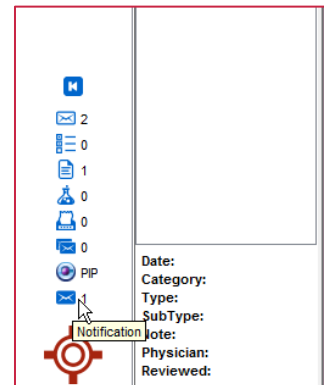 2
0
1
0
0
0
PIP
1
Notification
Date:
Category:
Type:
SubType:
Note:
Physician:
Reviewed: